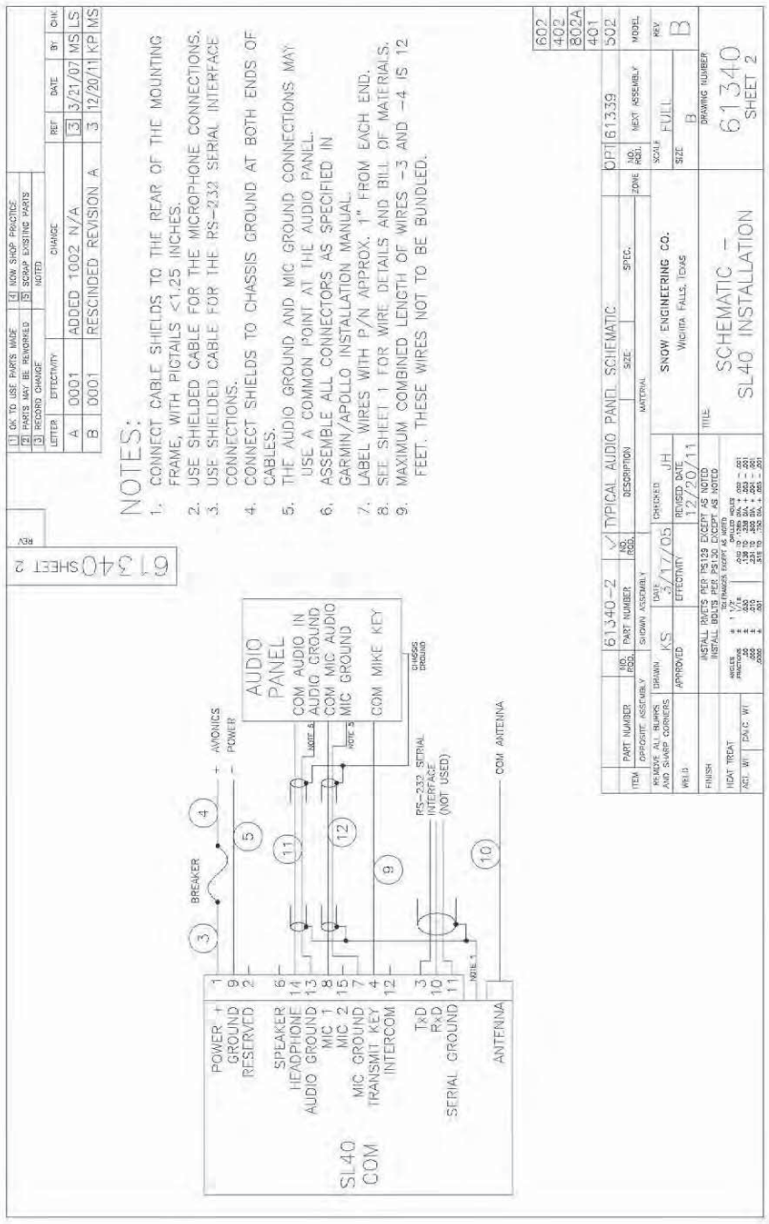 1 OK TO USE PARTS MADE 4 NOW SHOP PRACTICE
2 PARTS MAY BE REWORKED 5 SCRAP EXISTING PARTS
3 RECORD CHANGE NOTED
LETTER EFFECTIVITY CHANGE REF DATE BY CHK
A 0001 ADDED 1002 N/A 3 3/21/07 MS LS
B 0001 RESCINDED REVISION A 3 12/20/11 KP MS
REV
61340 SHEET 2
NOTES:
1. CONNECT CABLE SHIELDS TO THE REAR OF THE MOUNTING
FRAME, WITH PIGTAILS <1.25 INCHES.
2. USE SHIELDED CABLE FOR THE MICROPHONE CONNECTIONS.
3. USE SHIELDED CABLE FOR THE RS-232 SERIAL INTERFACE
CONNECTIONS.
4. CONNECT SHIELDS TO CHASSIS GROUND AT BOTH ENDS OF
CABLES.
5. THE AUDIO GROUND AND MIC GROUND CONNECTIONS MAY
USE A COMMON POINT AT THE AUDIO PANEL.
6. ASSEMBLE ALL CONNECTORS AS SPECIFIED IN
GARMIN/APOLLO INSTALLATION MANUAL.
7. LABEL WIRES WITH P/N APPROX. 1" FROM EACH END.
8. SEE SHEET 1 FOR WIRE DETAILS AND BILL OF MATERIALS.
9. MAXIMUM COMBINED LENGTH OF WIRES -3 AND -4 IS 12
FEET. THESE WIRES NOT TO BE BUNDLED.
SL40
COM
POWER + 1
GROUND 9
RESERVED 2
SPEAKER 6
HEADPHONE 14
AUDIO GROUND 13
MIC 1 8
MIC 2 15
MIC GROUND 7
TRANSMIT KEY 4
INTERCOM 12
TxD 3
RxD 10
SERIAL GROUND 11
ANTENNA
NOTE 1
3
BREAKER
4
+ AVIONICS
5
- POWER
11
12
9
10
AUDIO
PANEL
COM AUDIO IN
AUDIO GROUND
COM MIC AUDIO
MIC GROUND
COM MIKE KEY
CHASSIS
GROUND
RS-232 SERIAL
INTERFACE
(NOT USED)
COM ANTENNA
602
402
802A
401
61340-2 ✓ TYPICAL AUDIO PANEL SCHEMATIC OPT 61339 502
ITEM PART NUMBER NO. RQD. PART NUMBER NO. RQD. DESCRIPTION SIZE SPEC. ZONE NO. RQD. NEXT ASSEMBLY MODEL
OPPOSITE ASSEMBLY SHOWN ASSEMBLY MATERIAL
REMOVE ALL BURRS
AND SHARP CORNERS
DRAWN KS DATE 3/17/05 CHECKED JH
WELD APPROVED EFFECTIVITY REVISED DATE 12/20/11
SNOW ENGINEERING CO.
WICHITA FALLS, TEXAS
SCALE FULL
REV B
SIZE B
FINISH
INSTALL RIVETS PER PS129 EXCEPT AS NOTED
INSTALL BOLTS PER PS130 EXCEPT AS NOTED
HEAT TREAT
ACT. WT CALC. WT
TITLE
SCHEMATIC -
SL40 INSTALLATION
DRAWING NUMBER
61340
SHEET 2